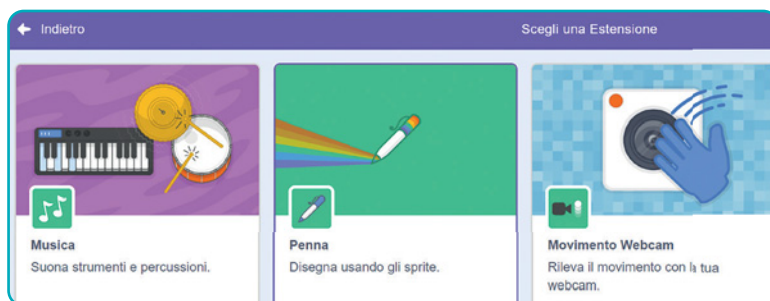 Indietro
Scegli una Estensione
Musica
Suona strumenti e percussioni.
Penna
Disegna usando gli sprite.
Movimento Webcam
Rileva il movimento con la tua
webcam.